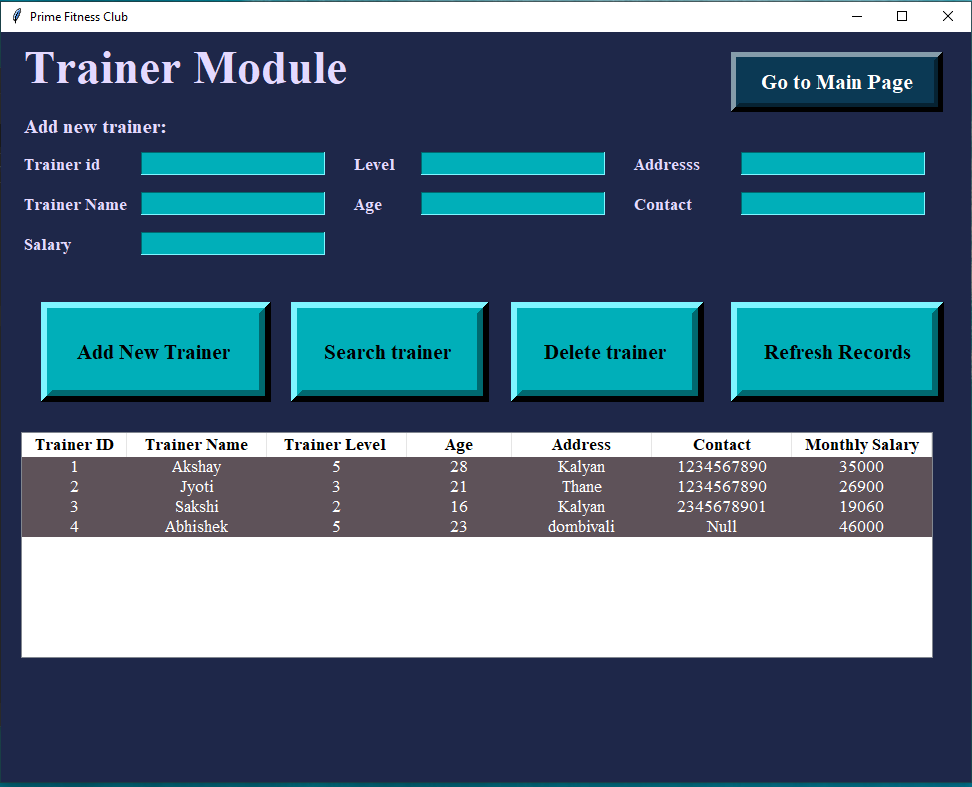 Prime Fitness Club
Trainer Module
Go to Main Page
Add new trainer:
Trainer id Level Addresss
Trainer Name Age Contact
Salary
Add New Trainer Search trainer Delete trainer Refresh Records
Trainer ID Trainer Name Trainer Level Age Address Contact Monthly Salary
1 Akshay 5 28 Kalyan 1234567890 35000
2 Jyoti 3 21 Thane 1234567890 26900
3 Sakshi 2 16 Kalyan 2345678901 19060
4 Abhishek 5 23 dombivali Null 46000